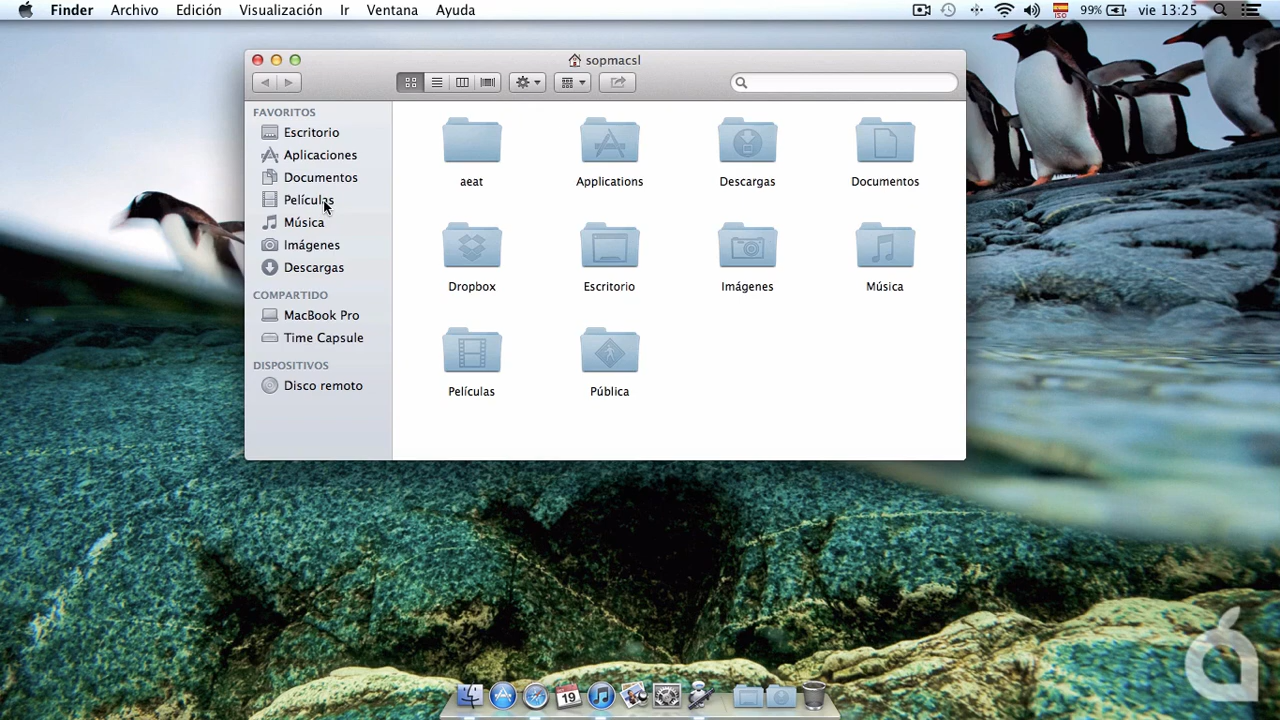 Finder Archivo Edición Visualización Ir Ventana Ayuda ISO 99% vie 13:25
sopmacsl
FAVORITOS
Escritorio
Aplicaciones
Documentos
Películas
Música
Imágenes
Descargas
COMPARTIDO
MacBook Pro
Time Capsule
DISPOSITIVOS
Disco remoto
aeat Applications Descargas Documentos
Dropbox Escritorio Imágenes Música
Películas Pública
19